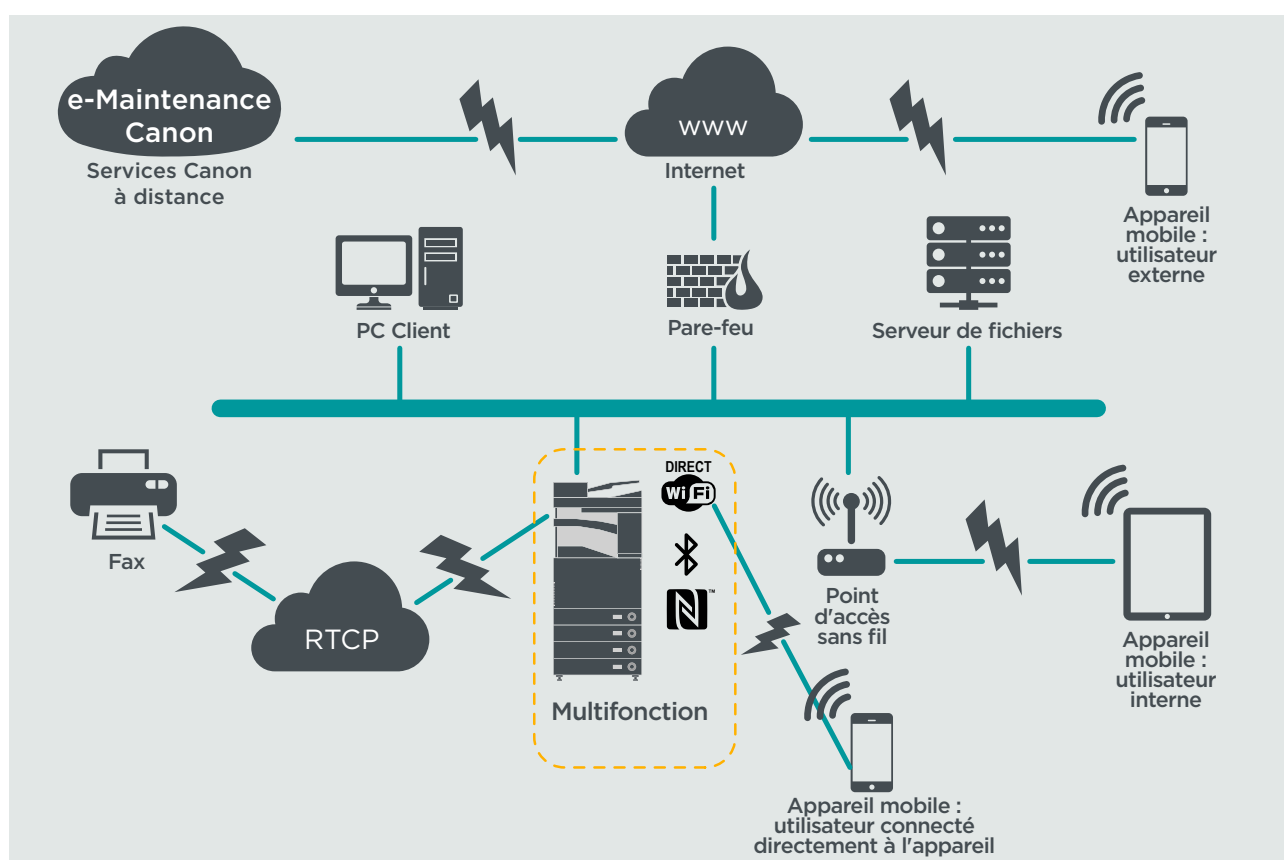 e-Maintenance
Canon
Services Canon
à distance
www
Internet
Appareil
mobile :
utilisateur
externe
PC Client
Pare-feu
Serveur de fichiers
Fax
RTCP
DIRECT
Wi Fi
N™
Multifonction
Point
d'accès
sans fil
Appareil
mobile :
utilisateur
interne
Appareil mobile :
utilisateur connecté
directement à l'appareil